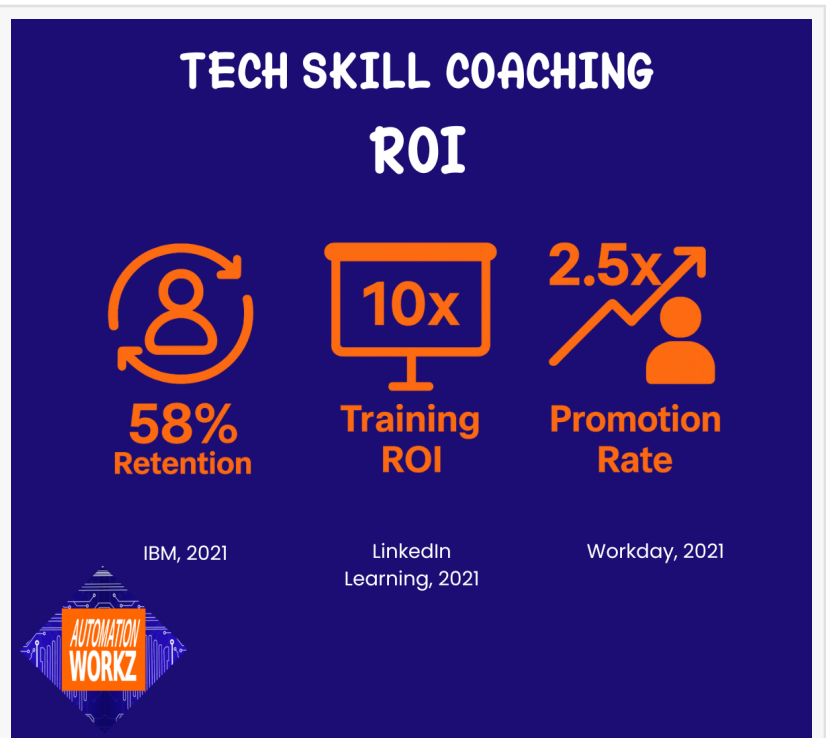 TECH SKILL COACHING
ROI
58%
Retention
IBM, 2021
10x
Training
ROI
LinkedIn
Learning, 2021
2.5x
Promotion
Rate
Workday, 2021
AUTOMATION
WORKZ